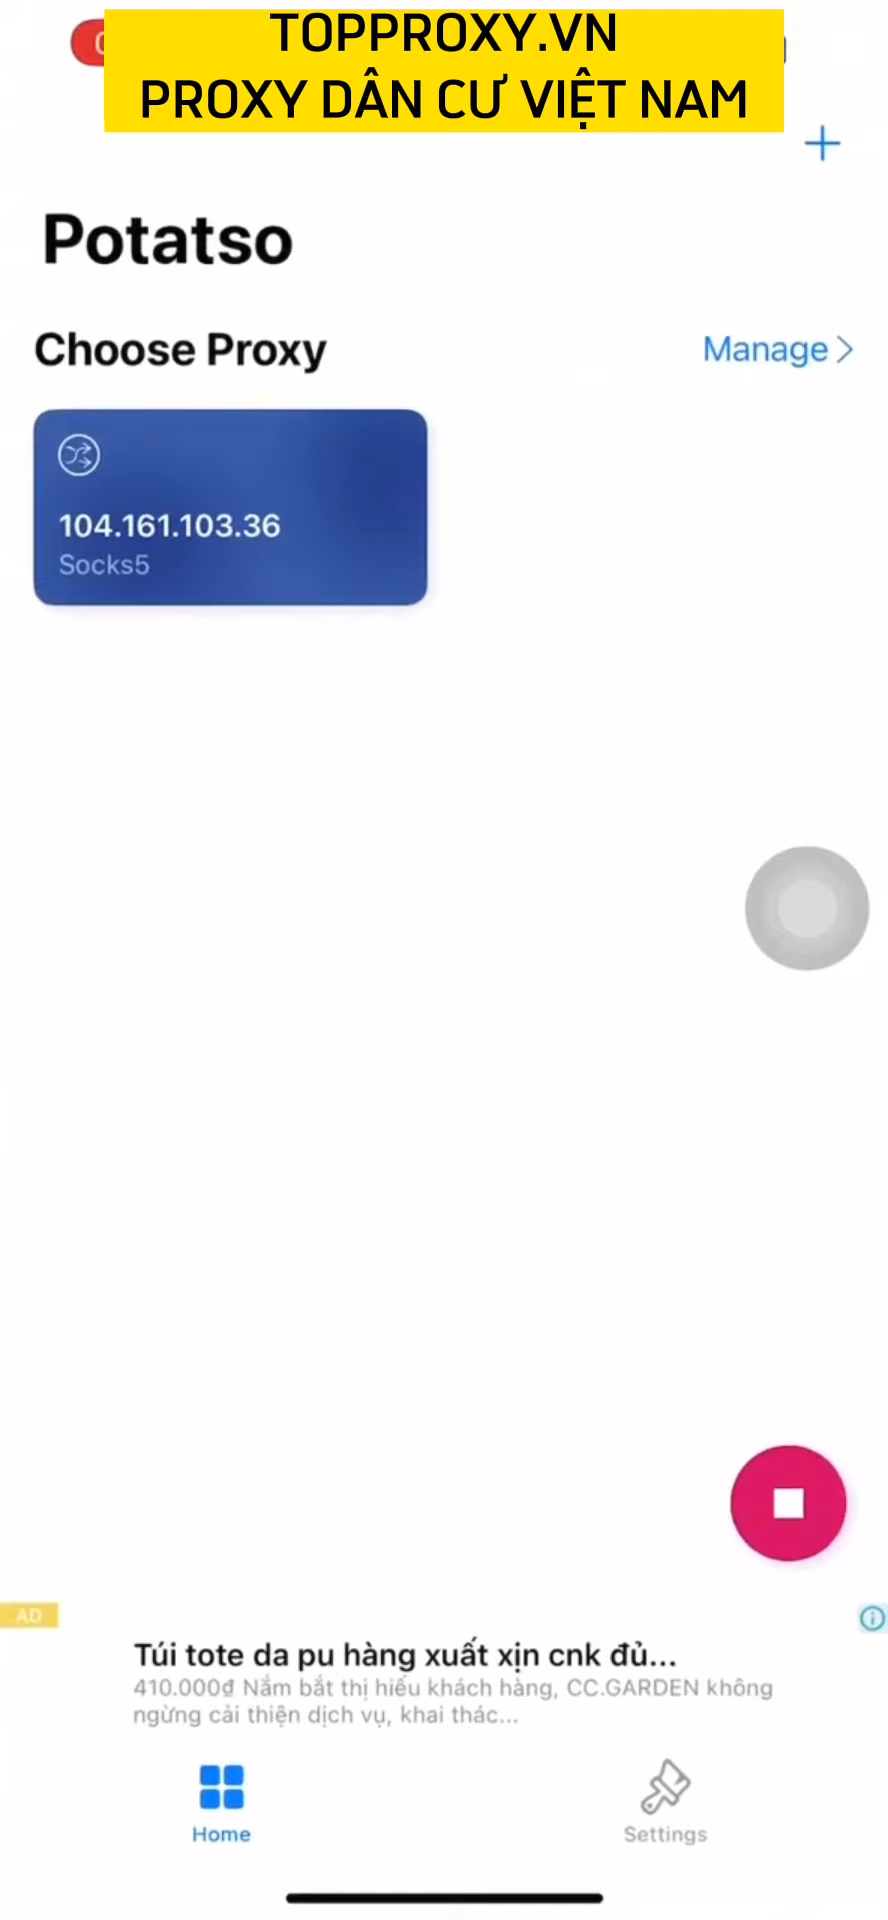 TOPPROXY.VN
PROXY DÂN CƯ VIỆT NAM
Potatso
Choose Proxy
Manage
104.161.103.36
Socks5
AD
Túi tote da pu hàng xuất xịn cnk đủ...
410.000₫ Nắm bắt thị hiếu khách hàng, CC.GARDEN không
ngừng cải thiện dịch vụ, khai thác...
Home
Settings